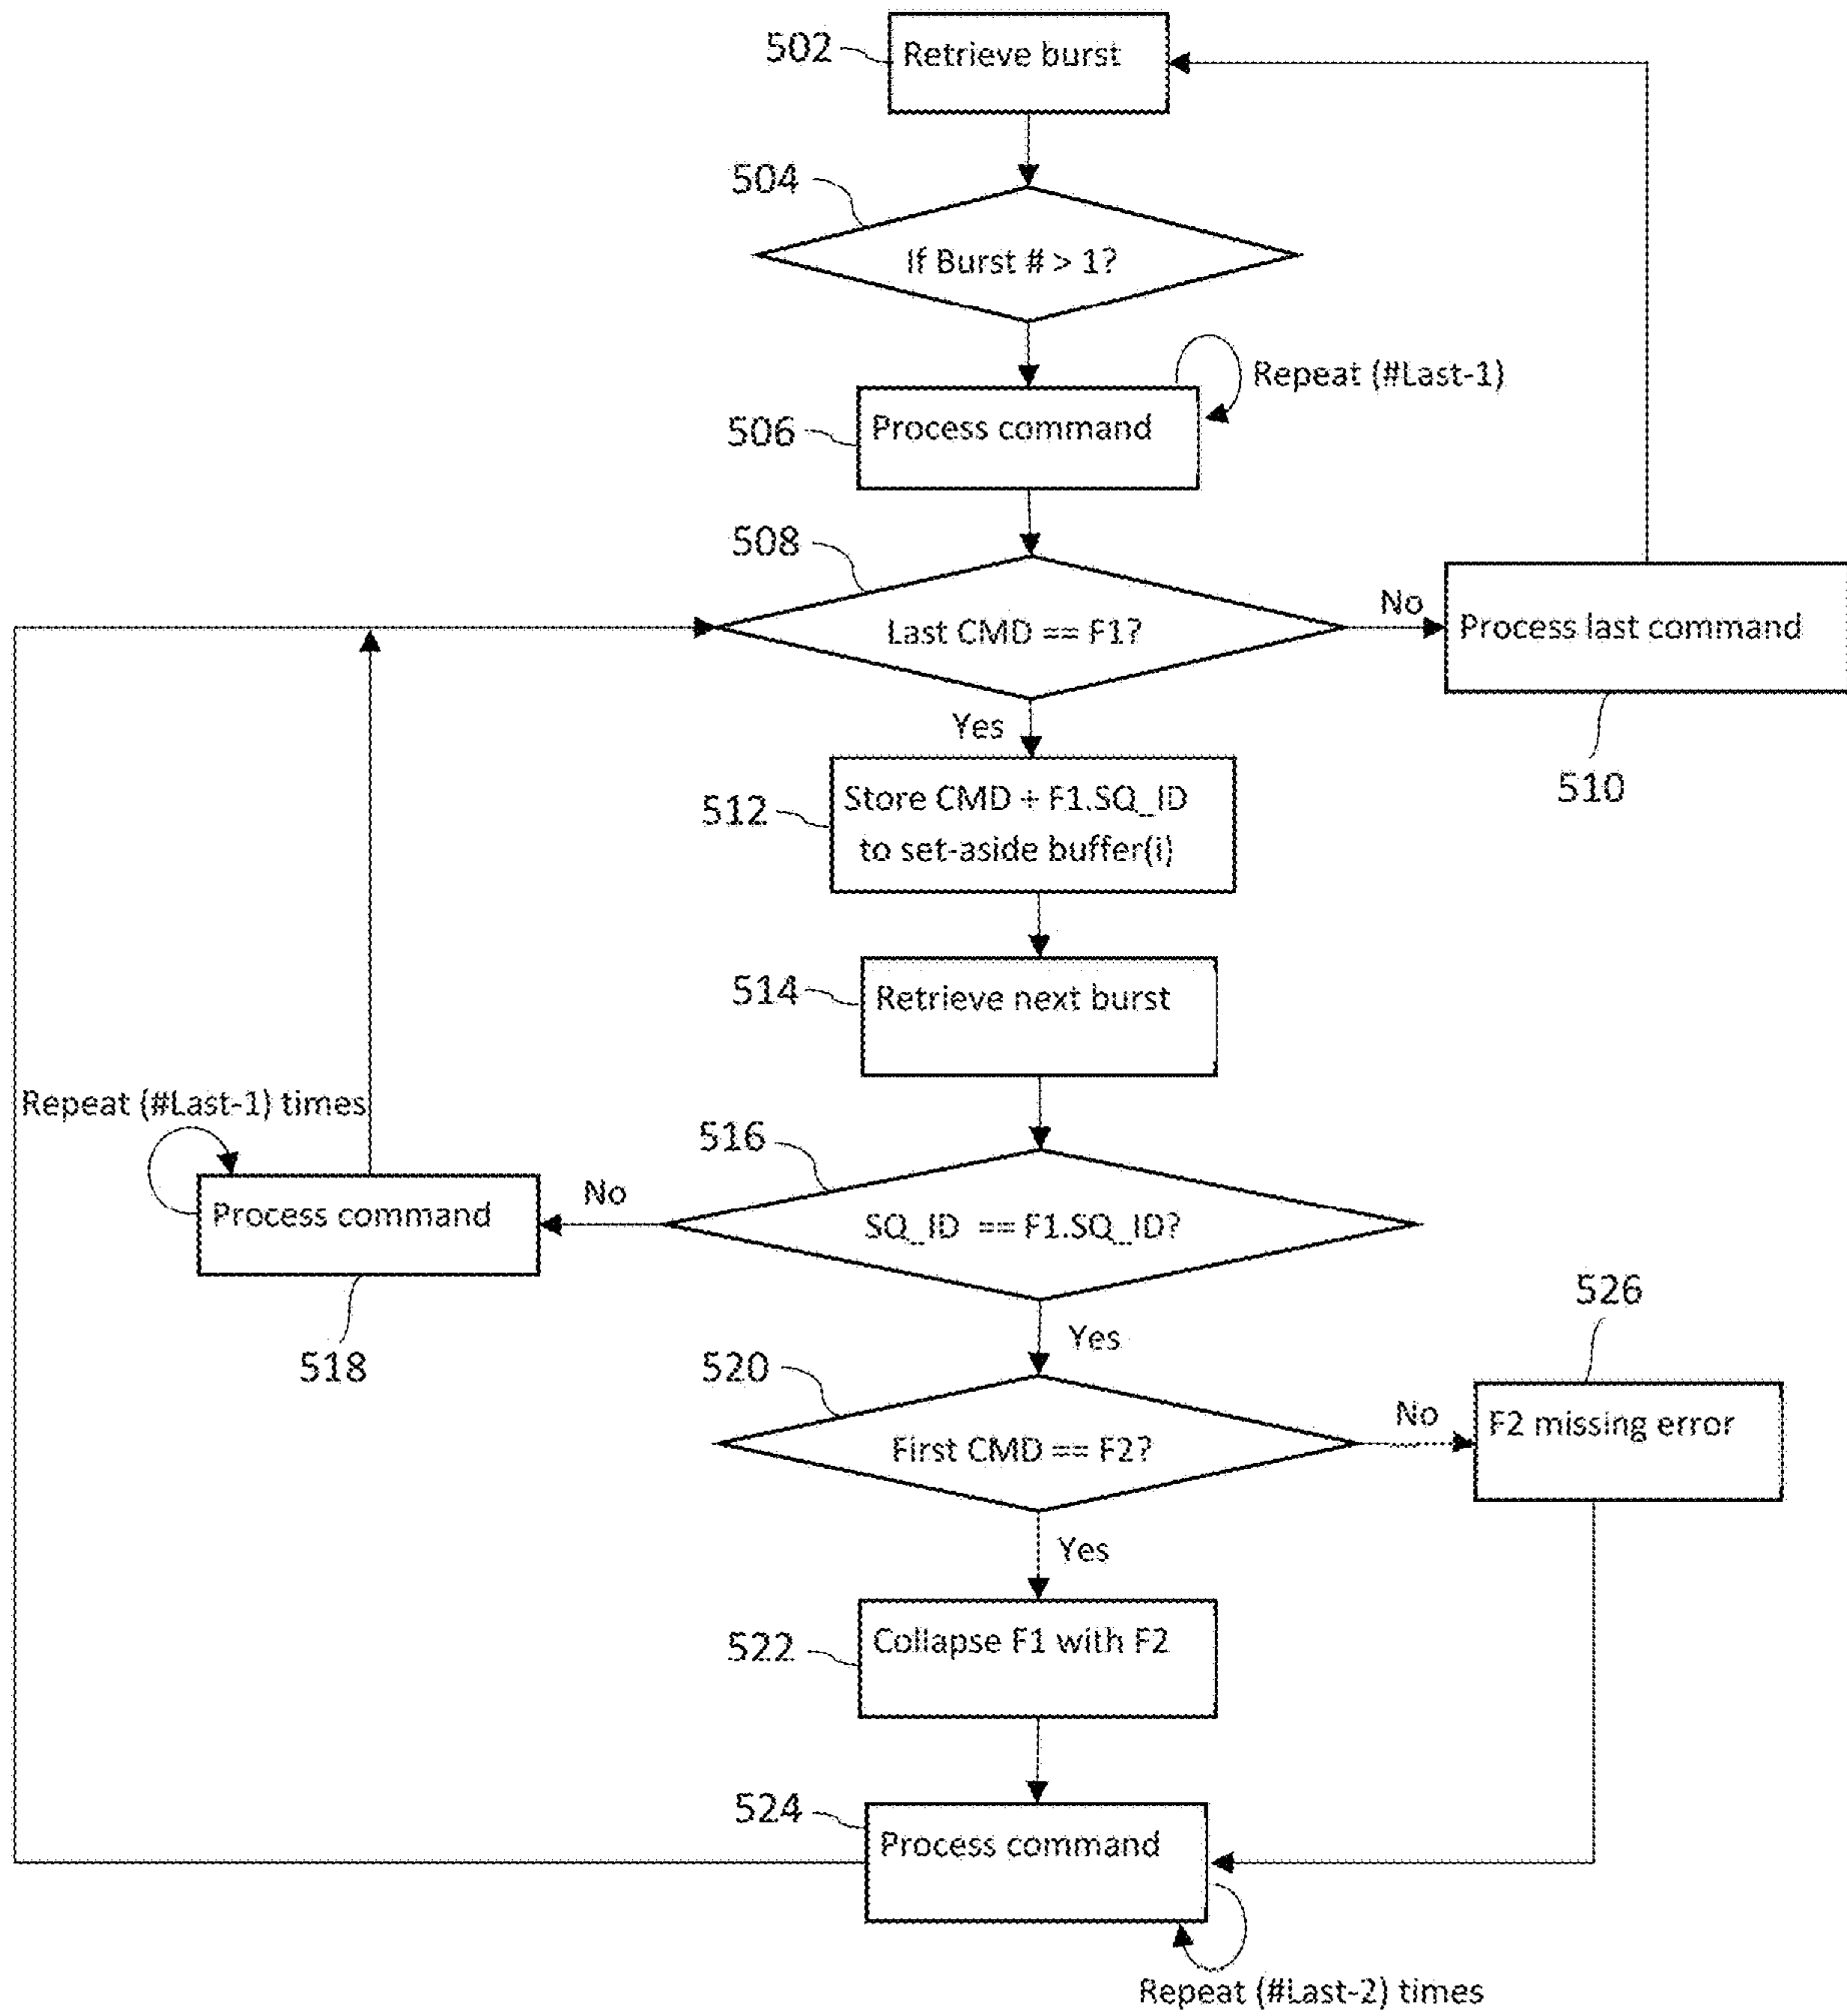 502
Retrieve burst
504
If Burst # > 1?
Repeat (#Last-1)
506
Process command
508
Last CMD == F1?
No
Process last command
510
Yes
512
Store CMD + F1.SQ_ID
to set-aside buffer(i)
514
Retrieve next burst
Repeat (#Last-1) times
516
SQ_ID == F1.SQ_ID?
No
Process command
518
Yes
520
First CMD == F2?
No
526
F2 missing error
Yes
522
Collapse F1 with F2
524
Process command
Repeat (#Last-2) times